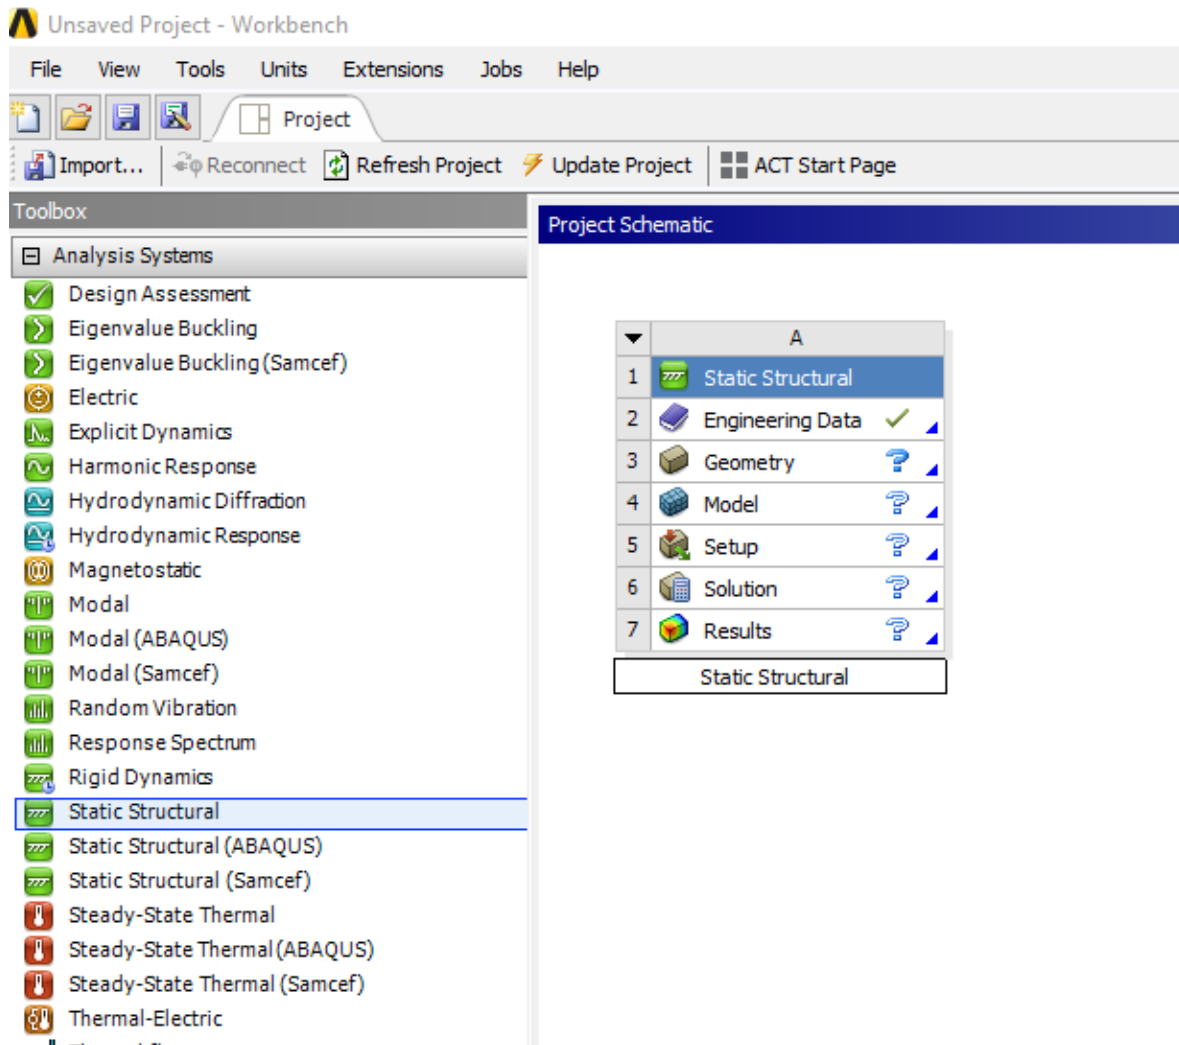 Unsaved Project - Workbench
File View Tools Units Extensions Jobs Help
Project
Import... Reconnect Refresh Project Update Project ACT Start Page
Toolbox
Analysis Systems
Design Assessment
Eigenvalue Buckling
Eigenvalue Buckling (Samcef)
Electric
Explicit Dynamics
Harmonic Response
Hydrodynamic Diffraction
Hydrodynamic Response
Magnetostatic
Modal
Modal (ABAQUS)
Modal (Samcef)
Random Vibration
Response Spectrum
Rigid Dynamics
Static Structural
Static Structural (ABAQUS)
Static Structural (Samcef)
Steady-State Thermal
Steady-State Thermal (ABAQUS)
Steady-State Thermal (Samcef)
Thermal-Electric
Project Schematic
A
1 Static Structural
2 Engineering Data
3 Geometry ?
4 Model ?
5 Setup ?
6 Solution ?
7 Results ?
Static Structural